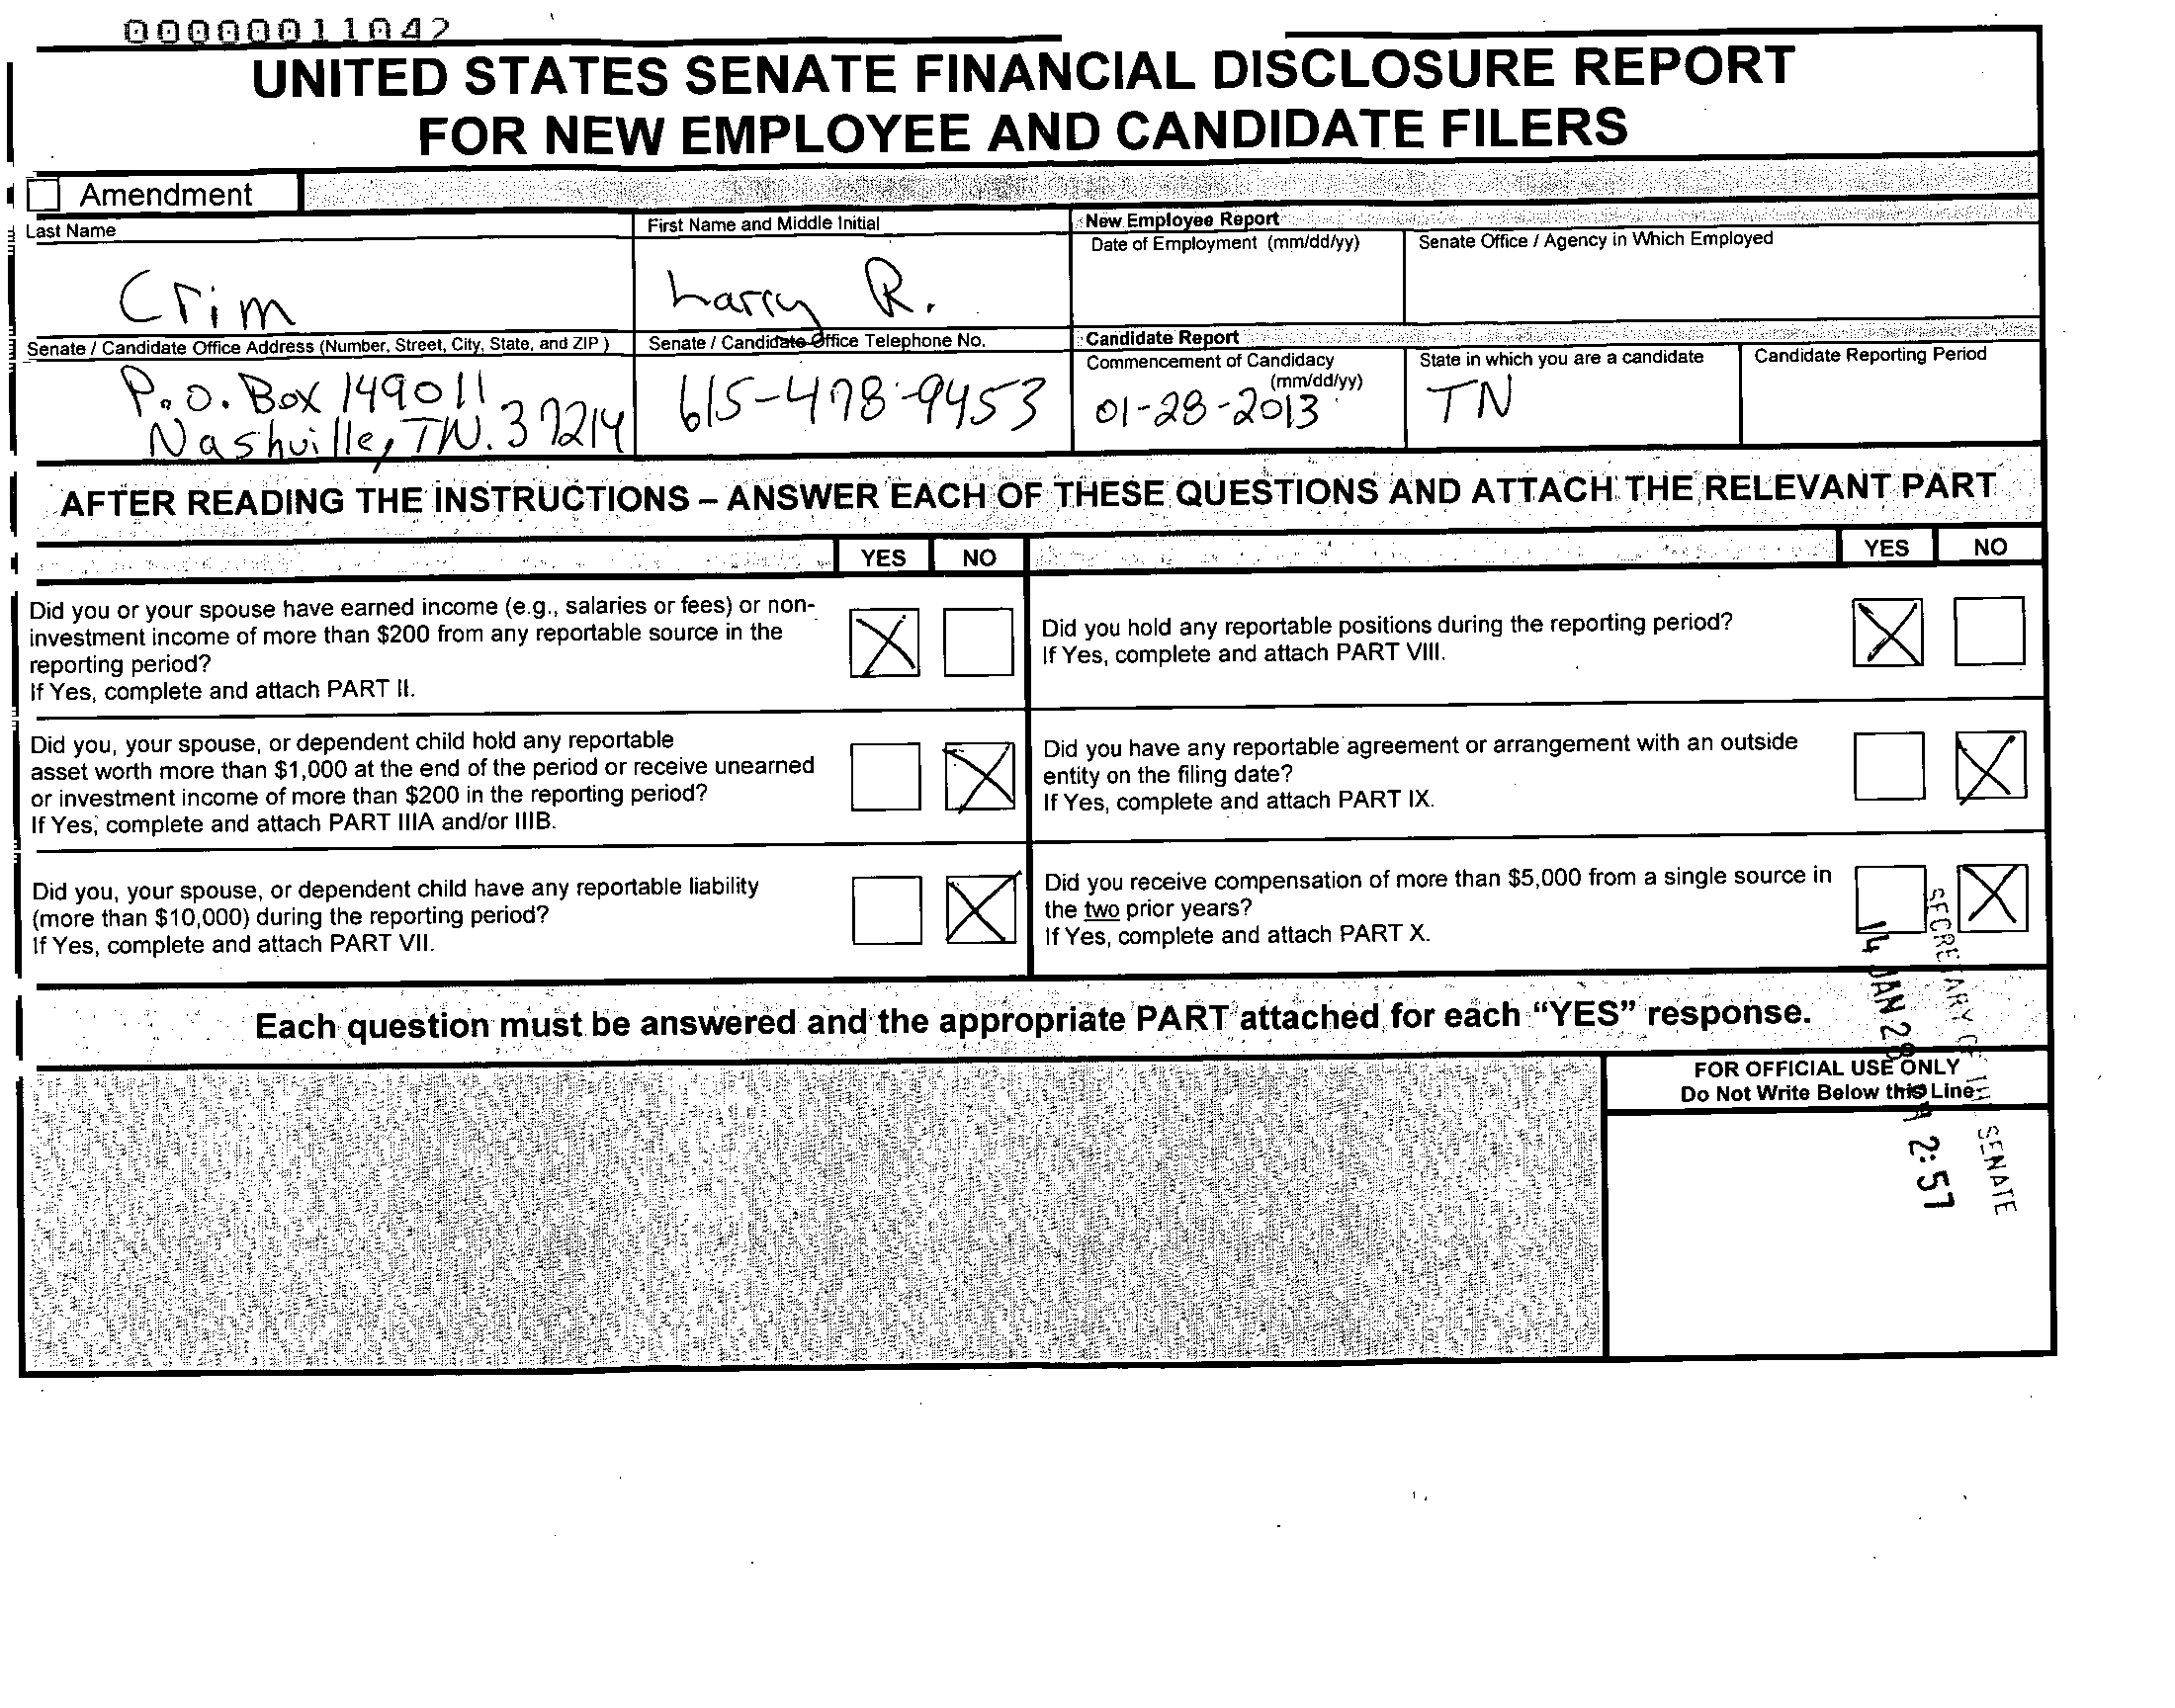 00000011042
UNITED STATES SENATE FINANCIAL DISCLOSURE REPORT
FOR NEW EMPLOYEE AND CANDIDATE FILERS
Amendment
Last Name
First Name and Middle Initial
New Employee Report
Date of Employment (mm/dd/yy)
Senate Office / Agency in Which Employed
Crim
Larry R.
Senate / Candidate Office Address (Number, Street, City, State, and ZIP )
Senate / Candidate Office Telephone No.
Candidate Report
Commencement of Candidacy
(mm/dd/yy)
State in which you are a candidate
Candidate Reporting Period
P.O. Box 149011
Nashville, TN. 37214
615-478-9453
01-28-2013
TN
AFTER READING THE INSTRUCTIONS – ANSWER EACH OF THESE QUESTIONS AND ATTACH THE RELEVANT PART
YES NO
YES NO
Did you or your spouse have earned income (e.g., salaries or fees) or non-
investment income of more than $200 from any reportable source in the
reporting period?
If Yes, complete and attach PART II.
X
Did you hold any reportable positions during the reporting period?
If Yes, complete and attach PART VIII.
X
Did you, your spouse, or dependent child hold any reportable
asset worth more than $1,000 at the end of the period or receive unearned
or investment income of more than $200 in the reporting period?
If Yes, complete and attach PART IIIA and/or IIIB.
X
Did you have any reportable agreement or arrangement with an outside
entity on the filing date?
If Yes, complete and attach PART IX.
X
Did you, your spouse, or dependent child have any reportable liability
(more than $10,000) during the reporting period?
If Yes, complete and attach PART VII.
X
Did you receive compensation of more than $5,000 from a single source in
the two prior years?
If Yes, complete and attach PART X.
X
Each question must be answered and the appropriate PART attached for each “YES” response.
FOR OFFICIAL USE ONLY
Do Not Write Below this Line
SECRETARY OF THE SENATE
14 JAN 28 2:57